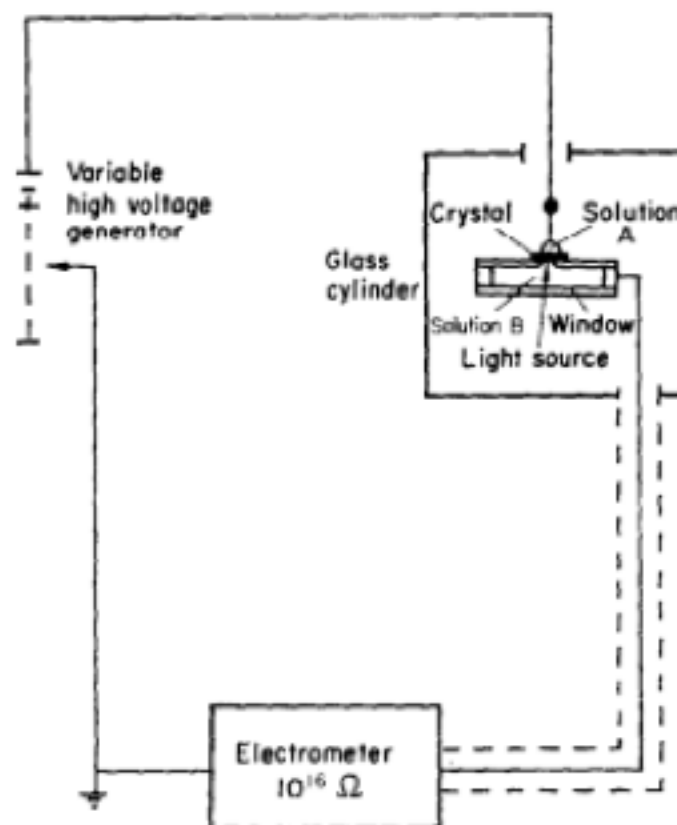 Variable
high voltage
generator
Crystal
Solution
A
Glass
cylinder
Solution B
Window
Light source
Electrometer
10¹⁶ Ω